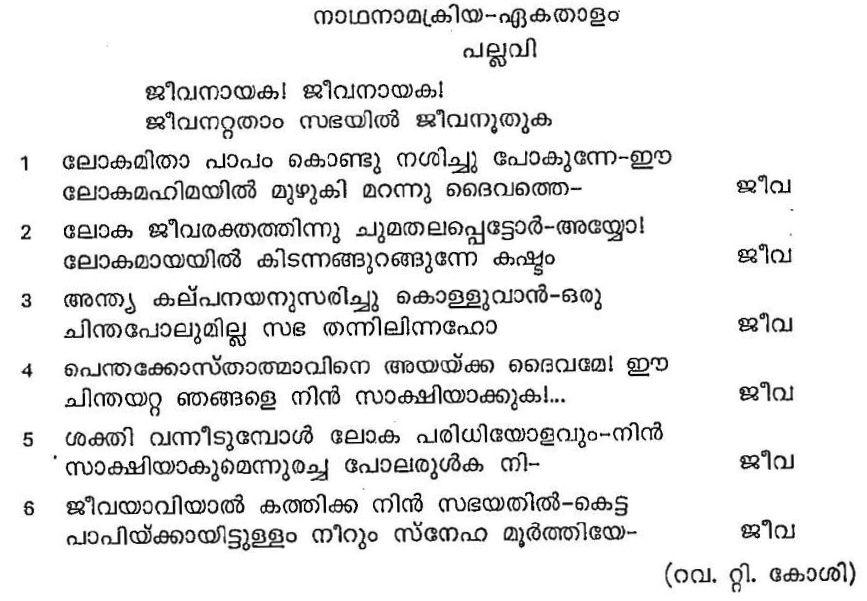 നാഥനാമക്രിയ-ഏകതാളം
പല്ലവി
ജീവനായക! ജീവനായക!
ജീവനറ്റതാം സഭയിൽ ജീവനൂതുക
1 ലോകമിതാ പാപം കൊണ്ടു നശിച്ചു പോകുന്നേ-ഈ
ലോകമഹിമയിൽ മുഴുകി മറന്നു ദൈവത്തെ- ജീവ
2 ലോക ജീവരക്തത്തിന്നു ചുമതലപ്പെട്ടോർ-അയ്യോ!
ലോകമായയിൽ കിടന്നങ്ങുറങ്ങുന്നേ കഷ്ടം ജീവ
3 അന്ത്യ കല്പനയനുസരിച്ചു കൊള്ളുവാൻ-ഒരു
ചിന്തപോലുമില്ല സഭ തന്നിലിന്നഹോ ജീവ
4 പെന്തക്കോസ്താത്മാവിനെ അയയ്ക്ക ദൈവമേ! ഈ
ചിന്തയറ്റ ഞങ്ങളെ നിൻ സാക്ഷിയാക്കുക!... ജീവ
5 ശക്തി വന്നീടുമ്പോൾ ലോക പരിധിയോളവും-നിൻ
സാക്ഷിയാകുമെന്നുരച്ച പോലരുൾക നി- ജീവ
6 ജീവയാവിയാൽ കത്തിക്ക നിൻ സഭയതിൽ-കെട്ട
പാപിയ്ക്കായിട്ടുള്ളം നീറും സ്നേഹ മൂർത്തിയേ- ജീവ
(റവ. റ്റി. കോശി)